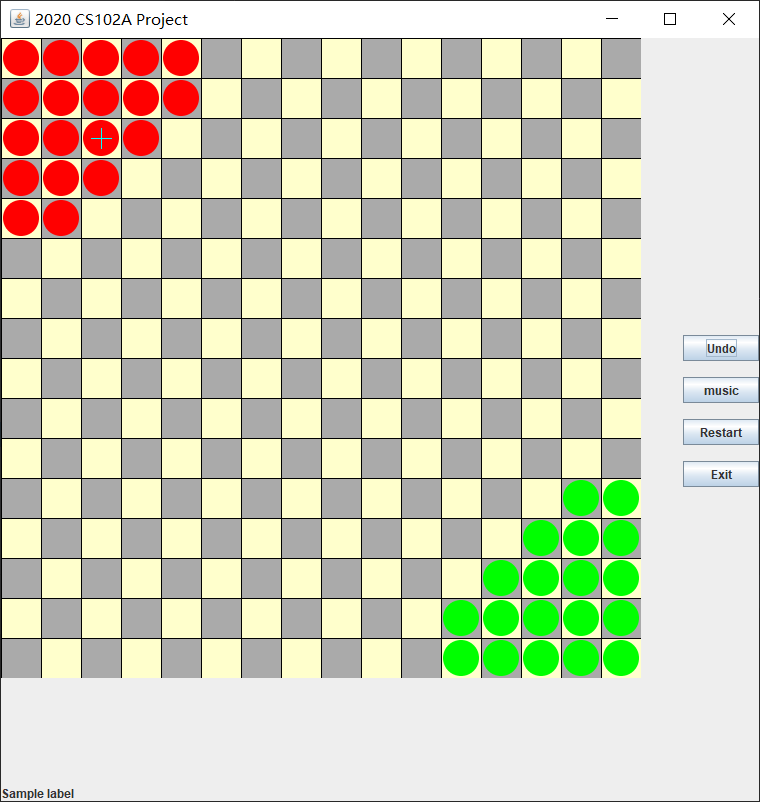 2020 CS102A Project
Undo
music
Restart
Exit
Sample label